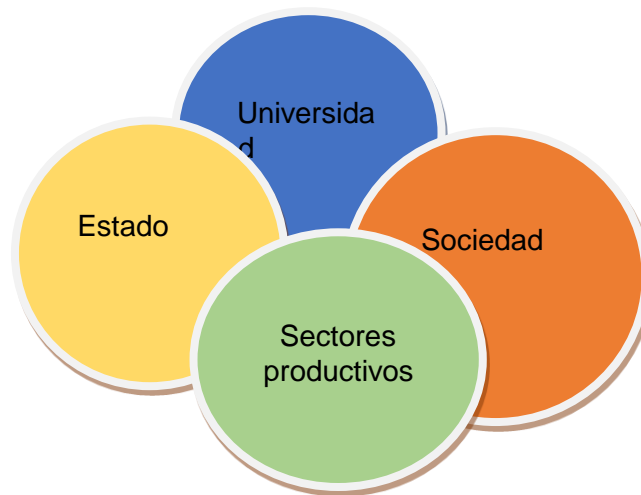 Universida
d
Estado
Sociedad
Sectores
productivos